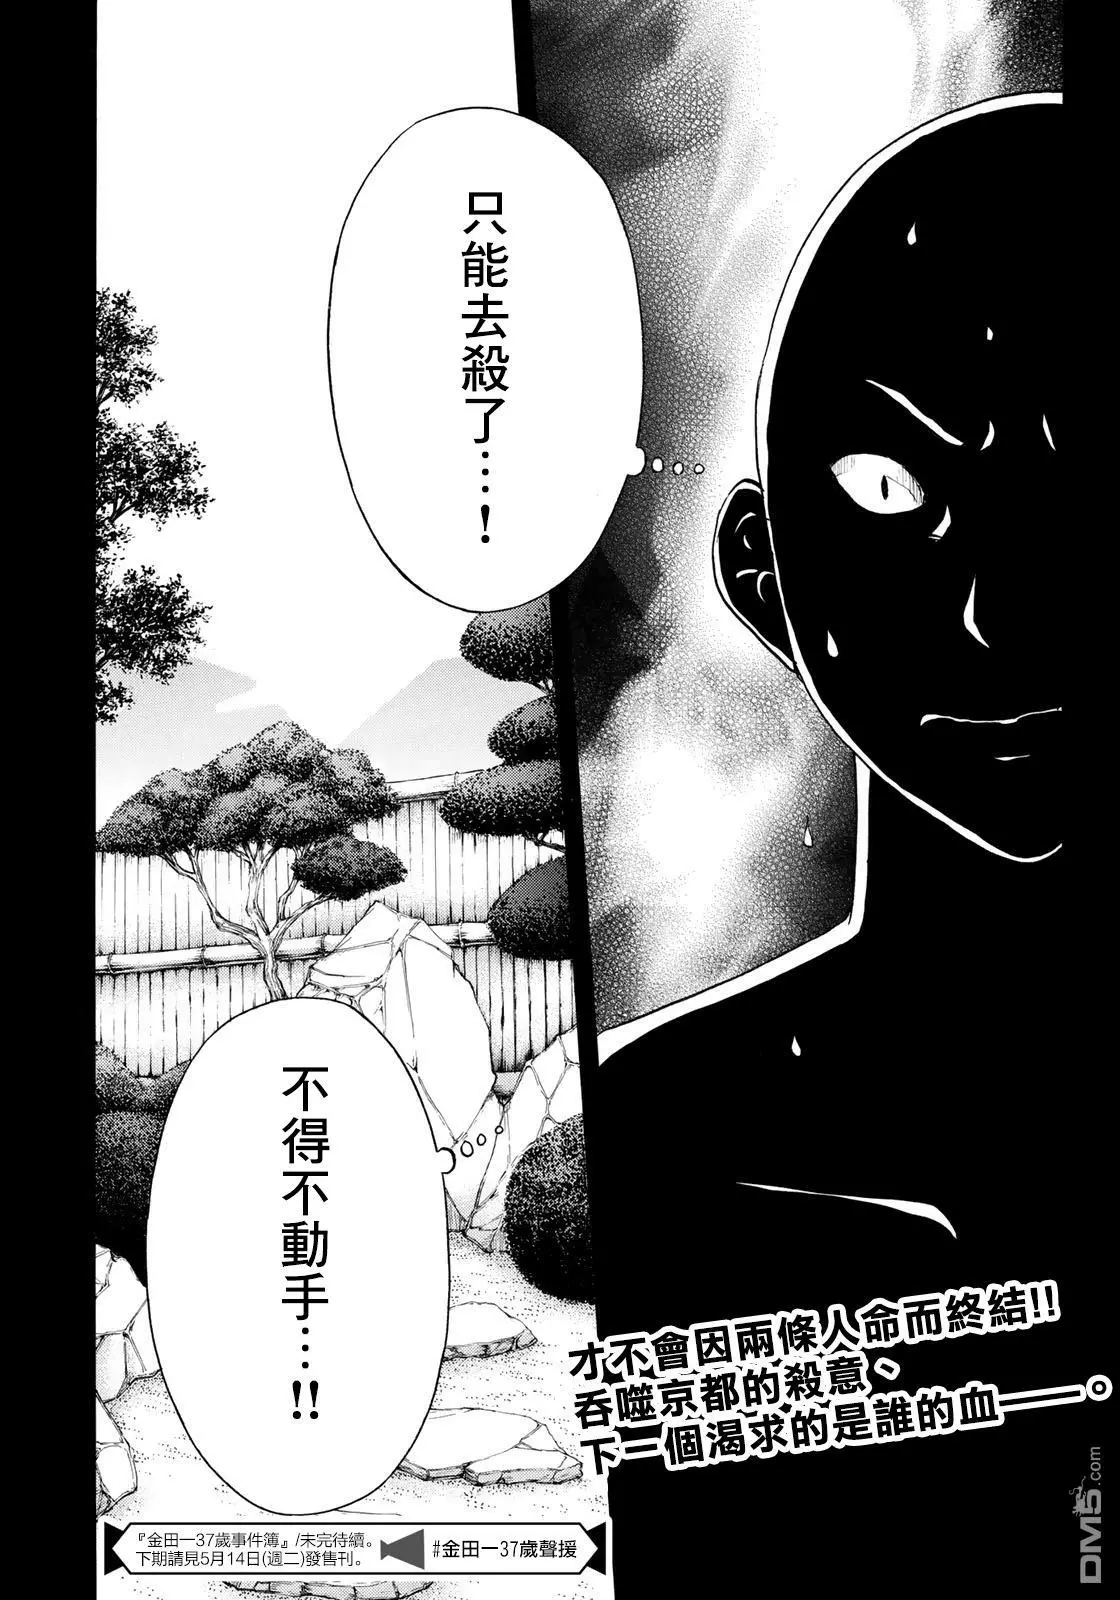 只能去殺了…！
不得不動手…!!
才不會因兩條人命而終結!!
吞噬京都的殺意、
下一個渴求的是誰的血——。
『金田一37歲事件簿』/未完待續。
下期請見5月14日(週二)發售刊。
#金田一37歲聲援
DM5.com